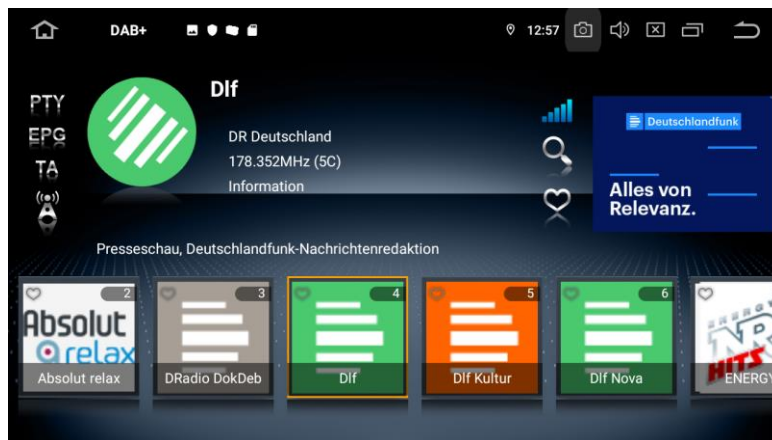 DAB+
12:57
PTY
EPG
TA
Dlf
DR Deutschland
178.352MHz (5C)
Information
Deutschlandfunk
Alles von
Relevanz.
Presseschau, Deutschlandfunk-Nachrichtenredaktion
2
3
4
5
6
Absolut
relax
HITS
Absolut relax
DRadio DokDeb
Dlf
Dlf Kultur
Dlf Nova
ENERGY